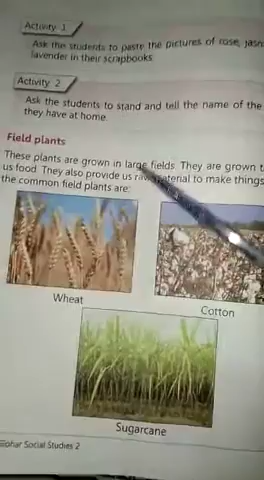 Activity 1
Ask the students to paste the pictures of rose,
lavender in their scrapbooks.
Activity 2
Ask the students to stand and tell the name of the
they have at home.
Field plants
These plants are grown in large fields. They are grown
us food. They also provide us raw material to make things
the common field plants are:
Wheat
Cotton
Sugarcane
Social Studies 2